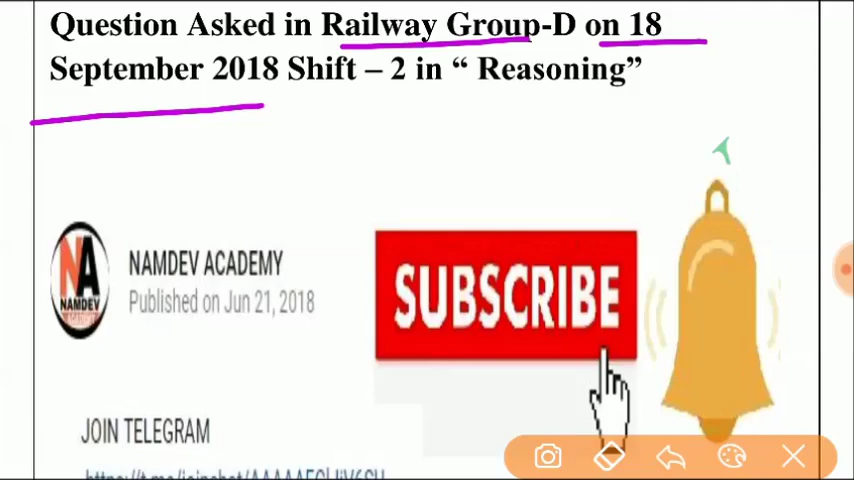 Question Asked in Railway Group-D on 18
September 2018 Shift – 2 in “ Reasoning”
NA
NAMDEV
NAMDEV ACADEMY
Published on Jun 21, 2018
SUBSCRIBE
JOIN TELEGRAM